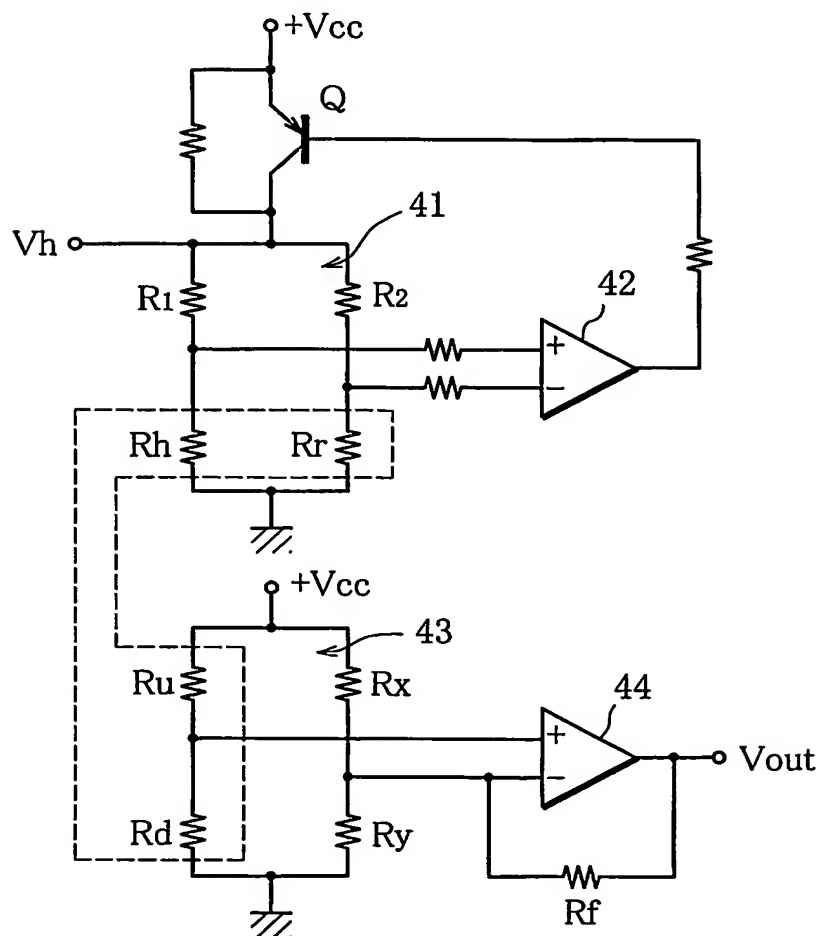 +Vcc
Q
41
Vh
R1
R2
42
+
−
Rh
Rr
+Vcc
43
Ru
Rx
44
+
−
Vout
Rd
Ry
Rf